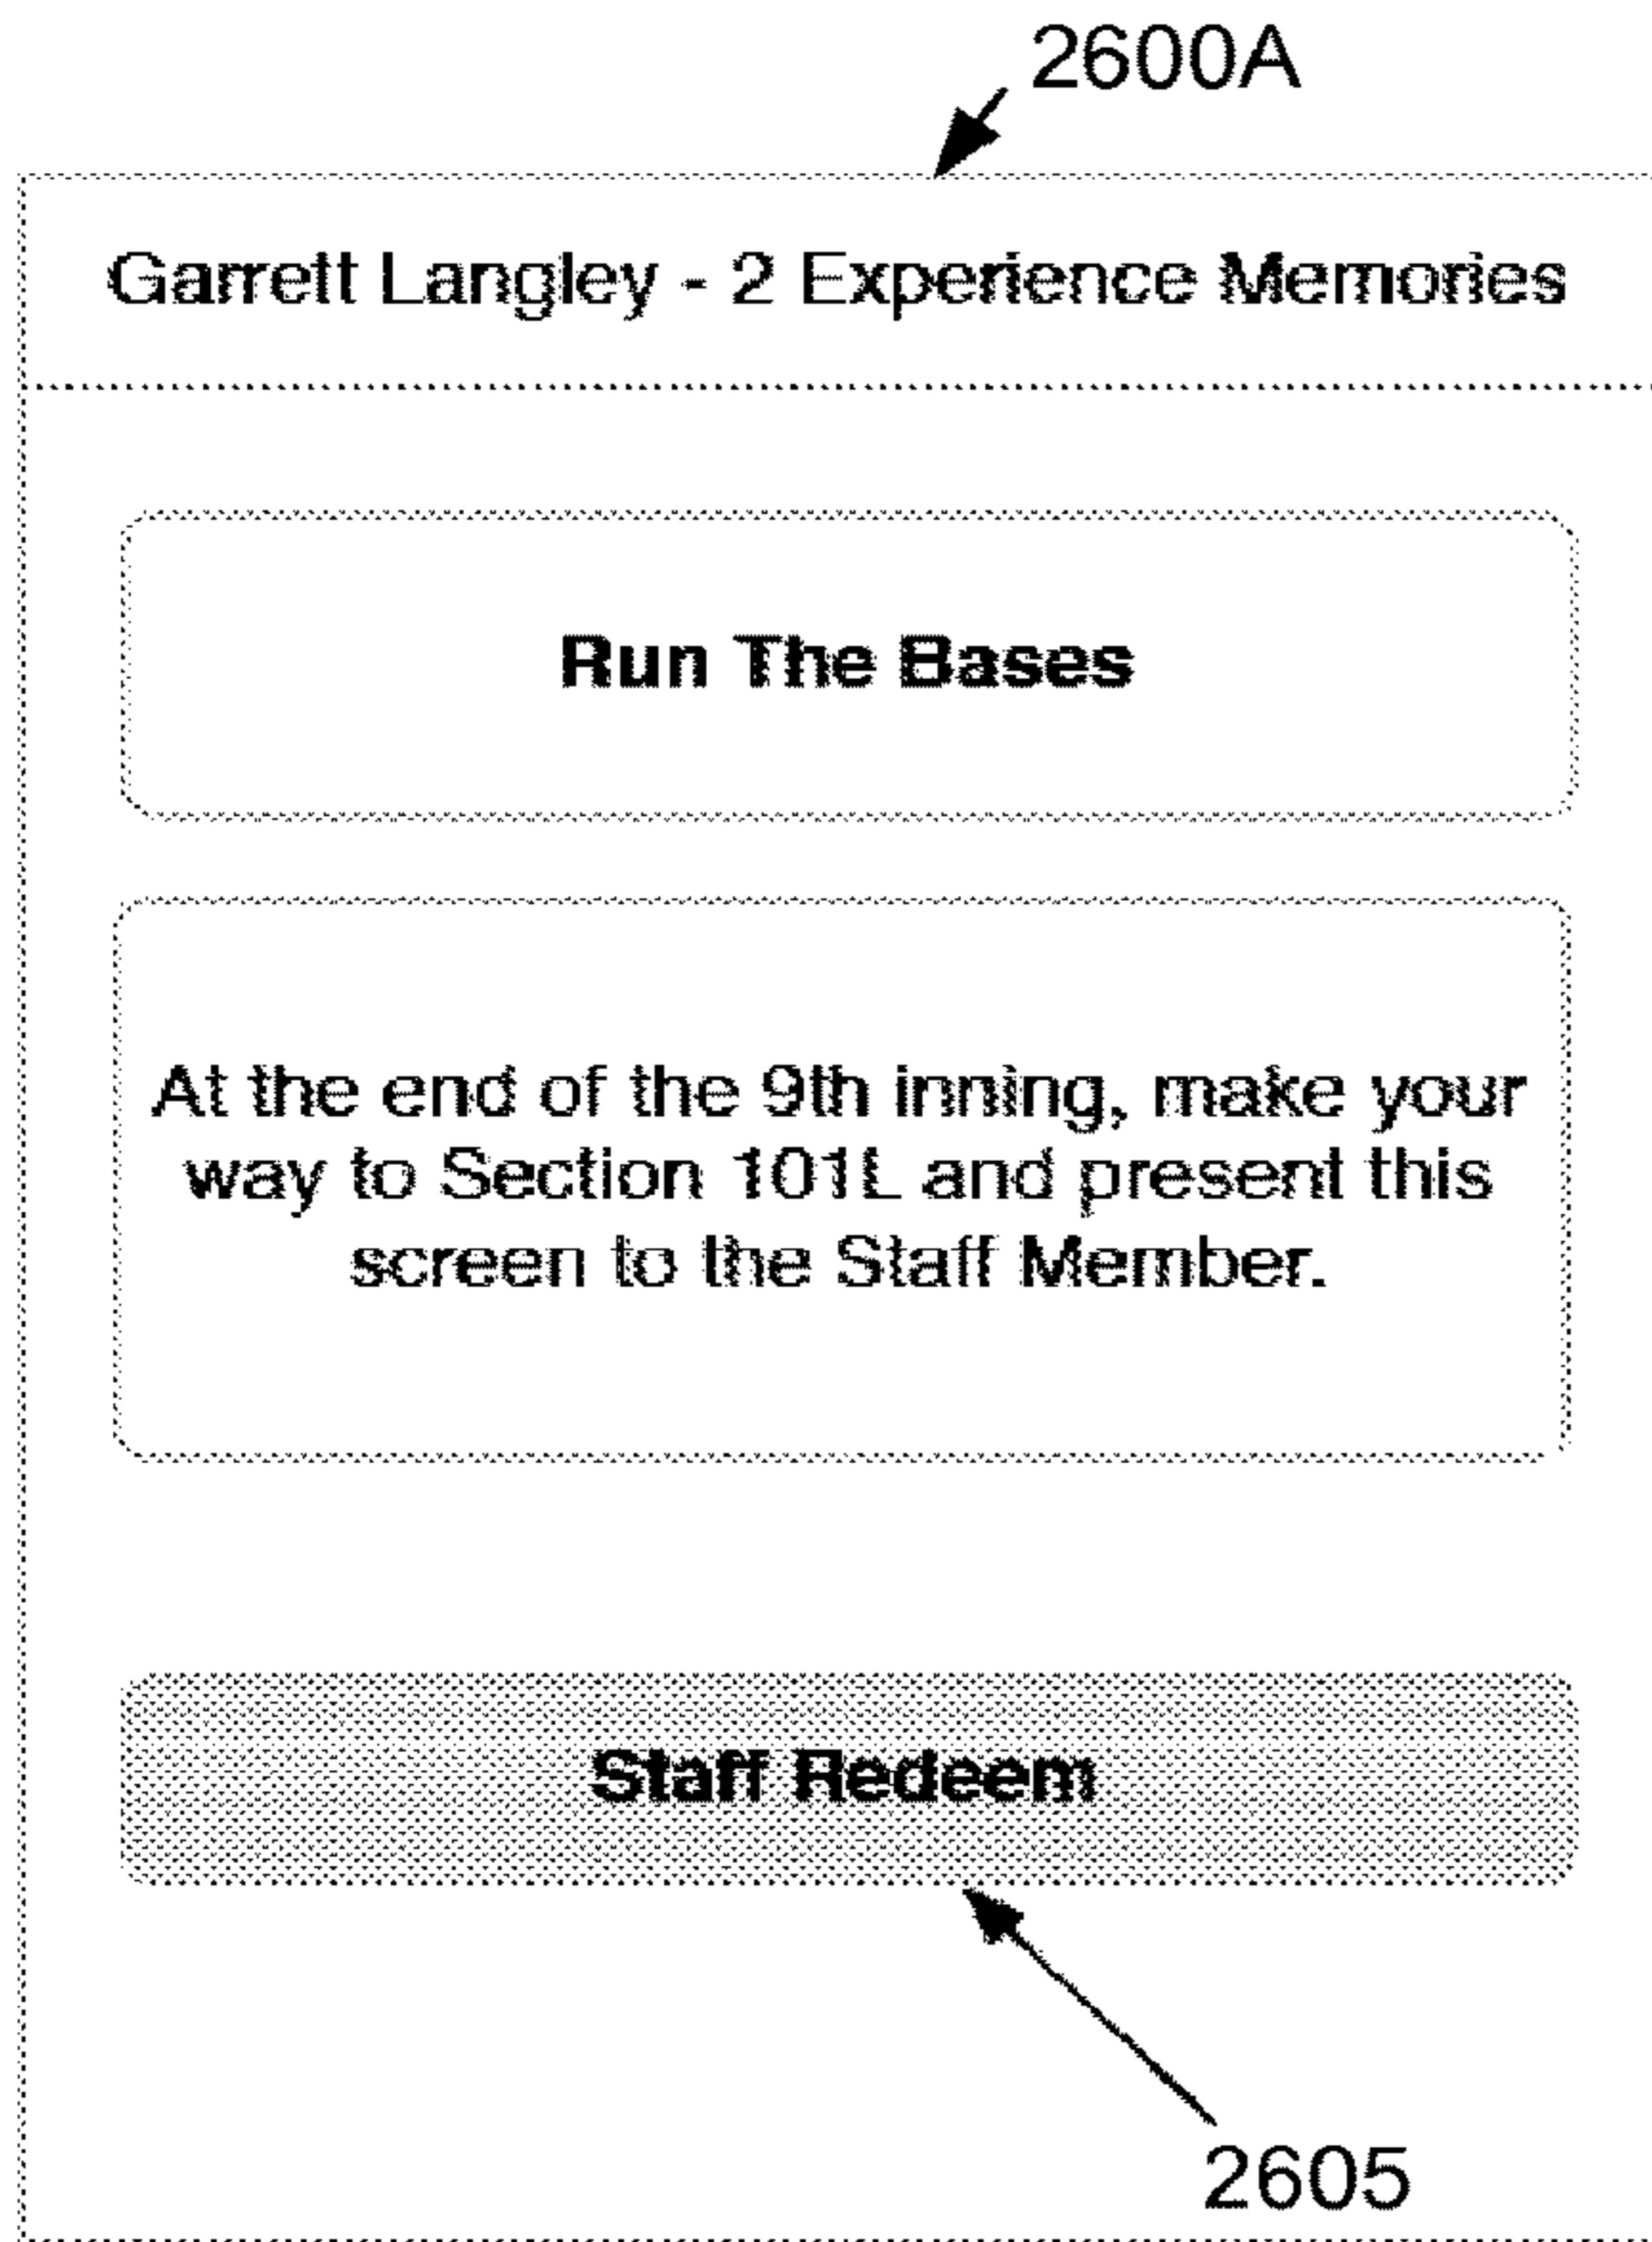 2600A
Garrett Langley - 2 Experience Memories
Run The Bases
At the end of the 9th inning, make your
way to Section 101L and present this
screen to the Staff Member.
Staff Redeem
2605